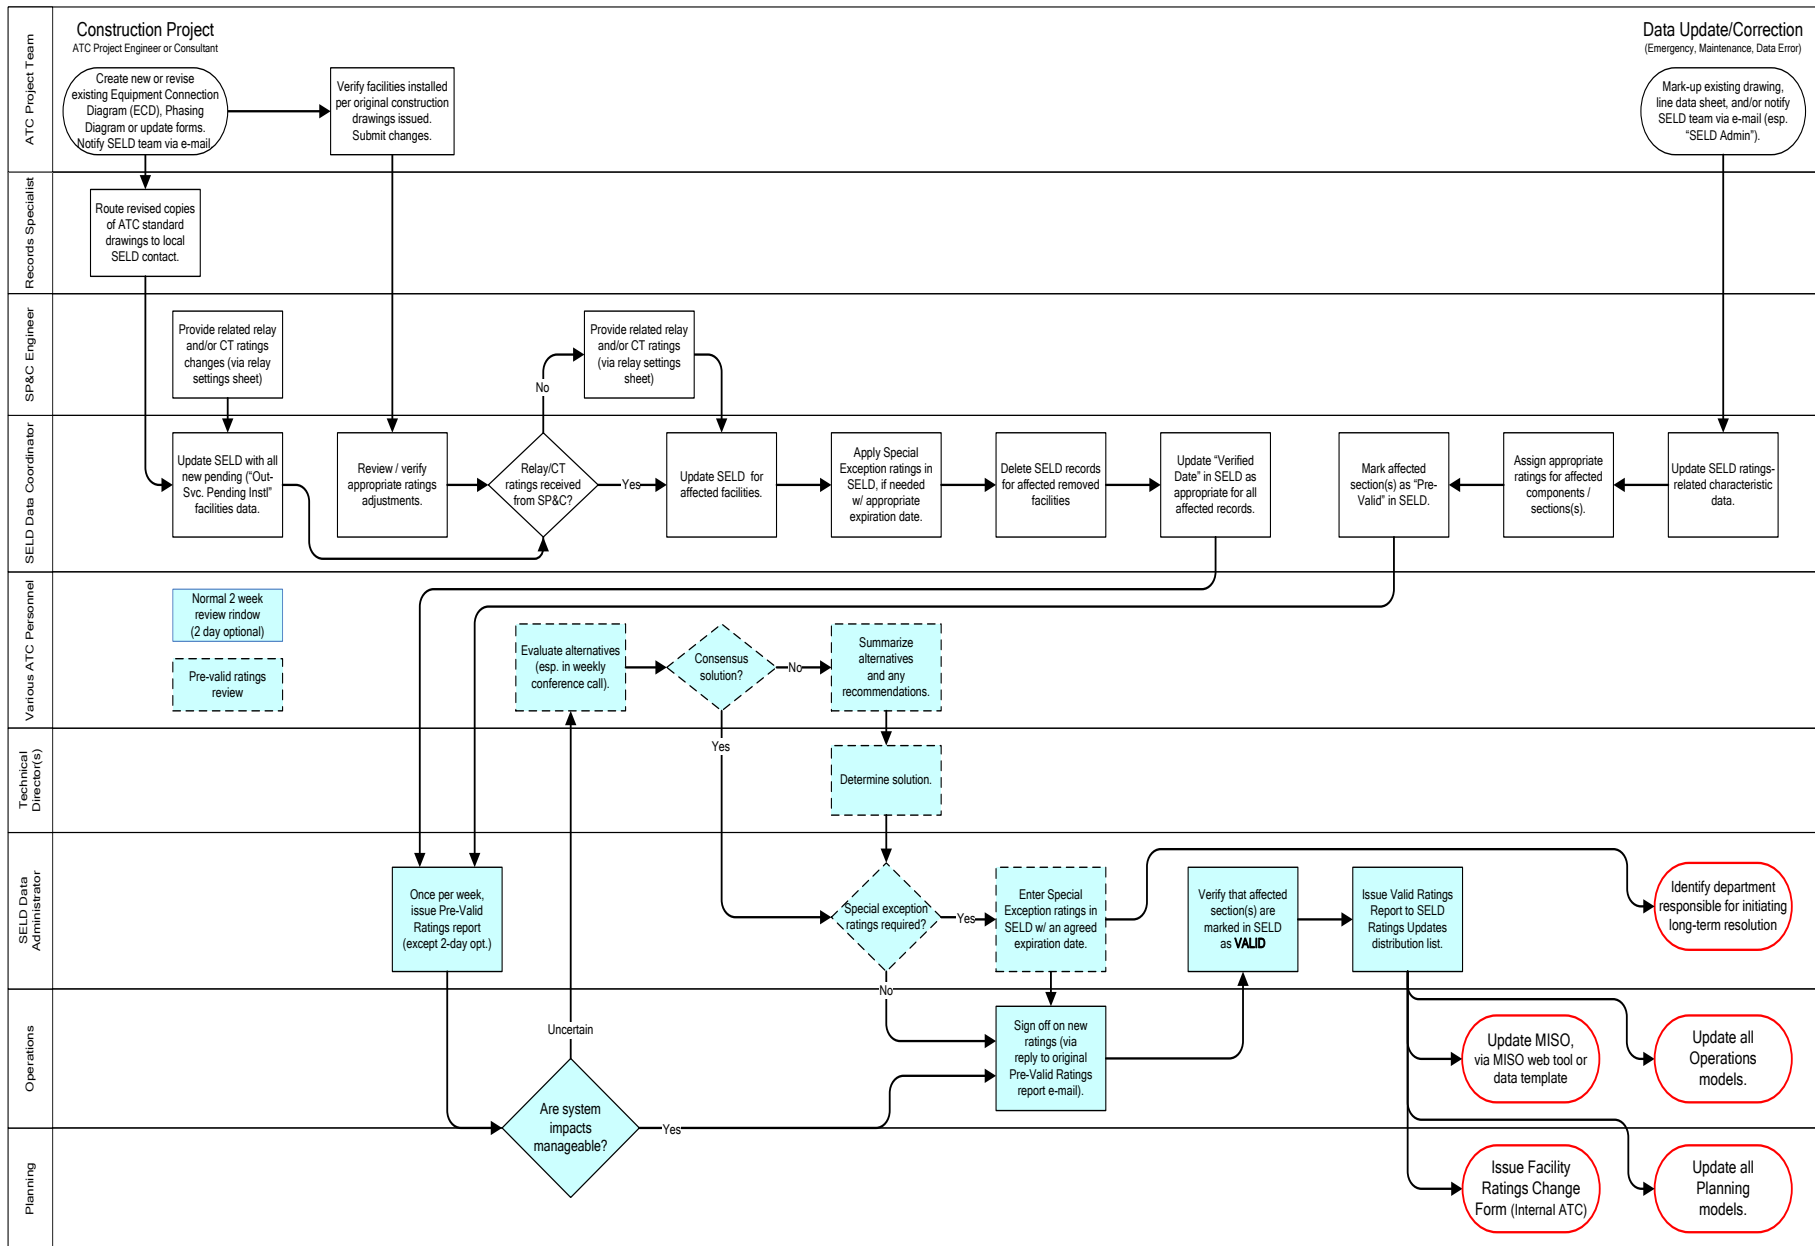 ATC Project Team
Construction Project
ATC Project Engineer or Consultant
Create new or revise
existing Equipment Connection
Diagram (ECD), Phasing
Diagram or update forms.
Notify SELD team via e-mail.
Verify facilities installed
per original construction
drawings issued.
Submit changes.
Data Update/Correction
(Emergency, Maintenance, Data Error)
Mark-up existing drawing,
line data sheet, and/or notify
SELD team via e-mail (esp.
“SELD Admin”).
Records Specialist
Route revised copies
of ATC standard
drawings to local
SELD contact.
SP&C Engineer
Provide related relay
and/or CT ratings
changes (via relay
settings sheet)
No
Provide related relay
and/or CT ratings
(via relay settings
sheet)
SELD Data Coordinator
Update SELD with all
new pending (“Out-
Svc. Pending Instl”
facilities data.
Review / verify
appropriate ratings
adjustments.
Relay/CT
ratings received
from SP&C?
Yes
Update SELD for
affected facilities.
Apply Special
Exception ratings in
SELD, if needed
w/ appropriate
expiration date.
Delete SELD records
for affected removed
facilities
Update “Verified
Date” in SELD as
appropriate for all
affected records.
Mark affected
section(s) as “Pre-
Valid” in SELD.
Assign appropriate
ratings for affected
components /
sections(s).
Update SELD ratings-
related characteristic
data.
Various ATC Personnel
Normal 2 week
review rindow
(2 day optional)
Pre-valid ratings
review
Evaluate alternatives
(esp. in weekly
conference call).
Consensus
solution?
No
Summarize
alternatives
and any
recommendations.
Yes
Technical
Director(s)
Determine solution.
SELD Data
Administrator
Once per week,
issue Pre-Valid
Ratings report
(except 2-day opt.)
Special exception
ratings required?
Yes
Enter Special
Exception ratings in
SELD w/ an agreed
expiration date.
Verify that affected
section(s) are
marked in SELD
as VALID
Issue Valid Ratings
Report to SELD
Ratings Updates
distribution list.
Identify department
responsible for initiating
long-term resolution
No
Operations
Uncertain
Sign off on new
ratings (via
reply to original
Pre-Valid Ratings
report e-mail).
Update MISO,
via MISO web tool or
data template
Update all
Operations
models.
Are system
impacts
manageable?
Yes
Planning
Issue Facility
Ratings Change
Form (Internal ATC)
Update all
Planning
models.